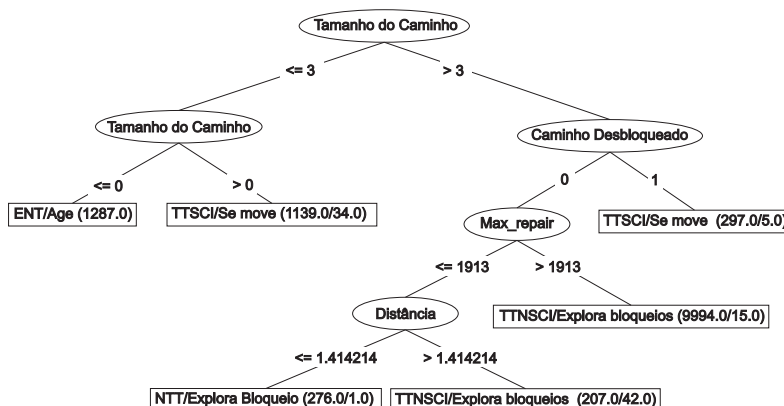 Tamanho do Caminho
<= 3
> 3
Tamanho do Caminho
Caminho Desbloqueado
<= 0
> 0
0
1
ENT/Age (1287.0)
TTSCI/Se move (1139.0/34.0)
Max_repair
TTSCI/Se move (297.0/5.0)
<= 1913
> 1913
Distância
TTNSCI/Explora bloqueios (9994.0/15.0)
<= 1.414214
> 1.414214
NTT/Explora Bloqueio (276.0/1.0)
TTNSCI/Explora bloqueios (207.0/42.0)